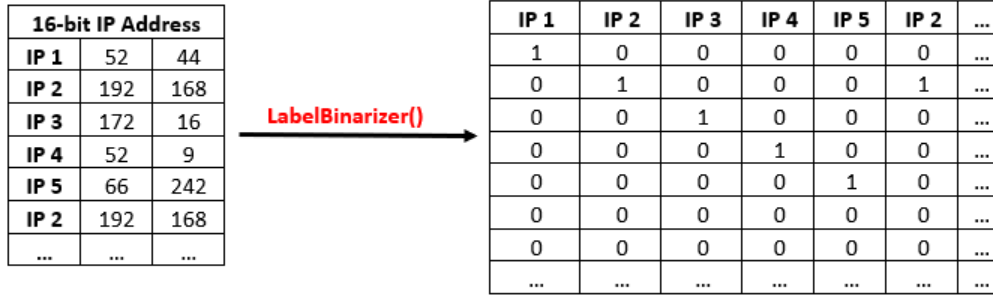 16-bit IP Address
IP 1 52 44
IP 2 192 168
IP 3 172 16
IP 4 52 9
IP 5 66 242
IP 2 192 168
... ... ...
LabelBinarizer()
IP 1 IP 2 IP 3 IP 4 IP 5 IP 2 ...
1 0 0 0 0 0 ...
0 1 0 0 0 1 ...
0 0 1 0 0 0 ...
0 0 0 1 0 0 ...
0 0 0 0 1 0 ...
0 0 0 0 0 0 ...
0 0 0 0 0 0 ...
... ... ... ... ... ... ...